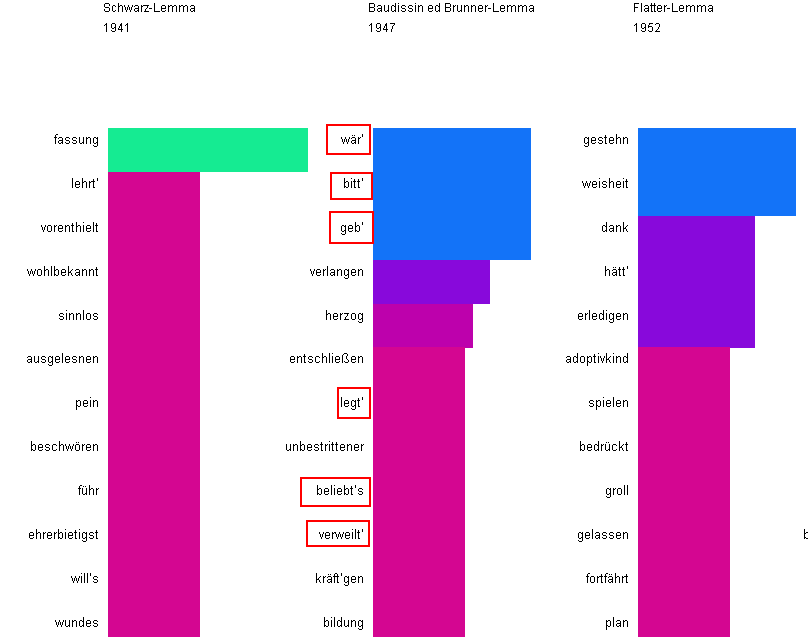 Schwarz-Lemma
1941
fassung
lehrt'
vorenthielt
wohlbekannt
sinnlos
ausgelesnen
pein
beschwören
führ
ehrerbietigst
will's
wundes
Baudissin ed Brunner-Lemma
1947
wär'
bitt'
geb'
verlangen
herzog
entschließen
legt'
unbestrittener
beliebt's
verweilt'
kräft'gen
bildung
Flatter-Lemma
1952
gestehn
weisheit
dank
hätt'
erledigen
adoptivkind
spielen
bedrückt
groll
gelassen
fortfährt
plan